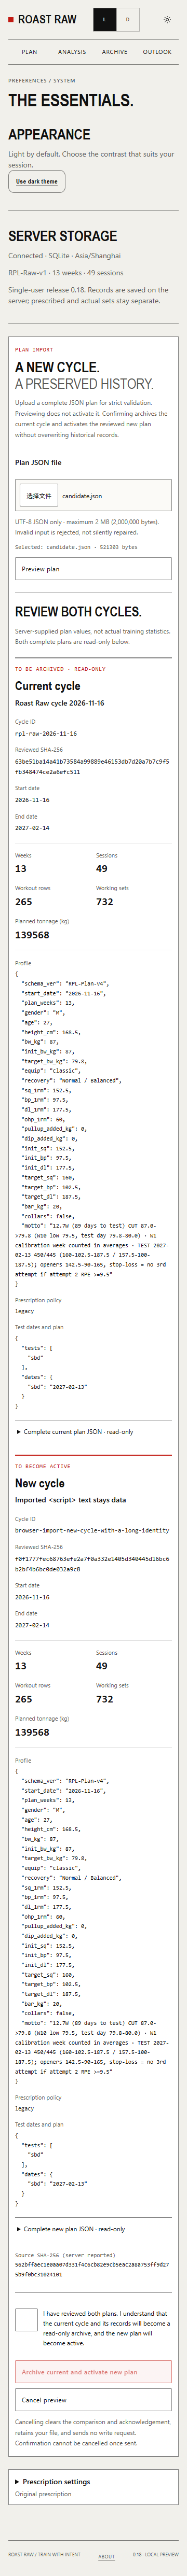 ROAST RAW
L
D
PLAN
ANALYSIS
ARCHIVE
OUTLOOK
PREFERENCES / SYSTEM
THE ESSENTIALS.
APPEARANCE
Light by default. Choose the contrast that suits your
session.
Use dark theme
SERVER STORAGE
Connected · SQLite · Asia/Shanghai
RPL-Raw-v1 · 13 weeks · 49 sessions
Single-user release 0.18. Records are saved on the
server; prescribed and actual sets stay separate.
PLAN IMPORT
A NEW CYCLE.
A PRESERVED HISTORY.
Upload a complete JSON plan for strict validation.
Previewing does not activate it. Confirming archives the
current cycle and activates the reviewed new plan
without overwriting historical records.
Plan JSON file
选择文件
candidate.json
UTF-8 JSON only · maximum 2 MB (2,000,000 bytes).
Invalid input is rejected, not silently repaired.
Selected: candidate.json · 521303 bytes
Preview plan
REVIEW BOTH CYCLES.
Server-supplied plan values, not actual training statistics.
Both complete plans are read-only below.
TO BE ARCHIVED · READ-ONLY
Current cycle
Roast Raw cycle 2026-11-16
Cycle ID
rpl-raw-2026-11-16
Reviewed SHA-256
Start date
2026-11-16
End date
2027-02-14
Weeks
Sessions
13
49
Workout rows
Working sets
265
732
Planned tonnage (kg)
139568
Profile
{
"schema_ver": "RPL-Plan-v4",
"start_date": "2026-11-16",
"plan_weeks": 13,
"gender": "M",
"age": 27,
"height_cm": 168.5,
"bw_kg": 87,
"init_bw_kg": 87,
"target_bw_kg": 79.8,
"equip": "classic",
"recovery": "Normal / Balanced",
"sq_1rm": 152.5,
"bp_1rm": 97.5,
"dl_1rm": 177.5,
"ohp_1rm": 60,
"pullup_added_kg": 0,
"dip_added_kg": 0,
"init_sq": 152.5,
"init_bp": 97.5,
"init_dl": 177.5,
"target_sq": 160,
"target_bp": 102.5,
"target_dl": 187.5,
"bar_kg": 20,
"collars": false,
"motto": "12.7W (89 days to test) CUT 87.0-
>79.8 (W10 low 79.5, test day 79.8-80.0) · W1
calibration week counted in averages · TEST 2027-
02-13 450/445 (160-102.5-187.5 / 157.5-100-
187.5); openers 142.5-90-165, stop-loss = no 3rd
attempt if attempt 2 RPE >=9.5"
}
Prescription policy
legacy
Test dates and plan
{
"tests": [
"sbd"
],
"dates": {
"sbd": "2027-02-13"
}
}
▶ Complete current plan JSON · read-only
TO BECOME ACTIVE
New cycle
Imported <script> text stays data
Cycle ID
browser-import-new-cycle-with-a-long-identity
Reviewed SHA-256
Start date
2026-11-16
End date
2027-02-14
Weeks
Sessions
13
49
Workout rows
Working sets
265
732
Planned tonnage (kg)
139568
Profile
{
"schema_ver": "RPL-Plan-v4",
"start_date": "2026-11-16",
"plan_weeks": 13,
"gender": "M",
"age": 27,
"height_cm": 168.5,
"bw_kg": 87,
"init_bw_kg": 87,
"target_bw_kg": 79.8,
"equip": "classic",
"recovery": "Normal / Balanced",
"sq_1rm": 152.5,
"bp_1rm": 97.5,
"dl_1rm": 177.5,
"ohp_1rm": 60,
"pullup_added_kg": 0,
"dip_added_kg": 0,
"init_sq": 152.5,
"init_bp": 97.5,
"init_dl": 177.5,
"target_sq": 160,
"target_bp": 102.5,
"target_dl": 187.5,
"bar_kg": 20,
"collars": false,
"motto": "12.7W (89 days to test) CUT 87.0-
>79.8 (W10 low 79.5, test day 79.8-80.0) · W1
calibration week counted in averages · TEST 2027-
02-13 450/445 (160-102.5-187.5 / 157.5-100-
187.5); openers 142.5-90-165, stop-loss = no 3rd
attempt if attempt 2 RPE >=9.5"
}
Prescription policy
legacy
Test dates and plan
{
"tests": [
"sbd"
],
"dates": {
"sbd": "2027-02-13"
}
}
▶ Complete new plan JSON · read-only
Source SHA-256 (server reported)
I have reviewed both plans. I understand that
the current cycle and its records will become a
read-only archive, and the new plan will
become active.
Archive current and activate new plan
Cancel preview
Cancelling clears the comparison and acknowledgement,
retains your file, and sends no write request.
Confirmation cannot be cancelled once sent.
▶ Prescription settings
Original prescription
ROAST RAW / TRAIN WITH INTENT
ABOUT
0.18 · LOCAL PREVIEW